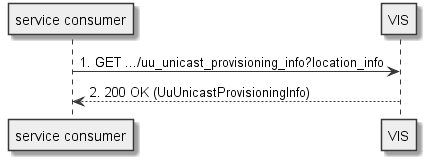 service consumer
VIS
1. GET .../uu_unicast_provisioning_info?location_info
2. 200 OK (UuUnicastProvisioningInfo)
service consumer
VIS